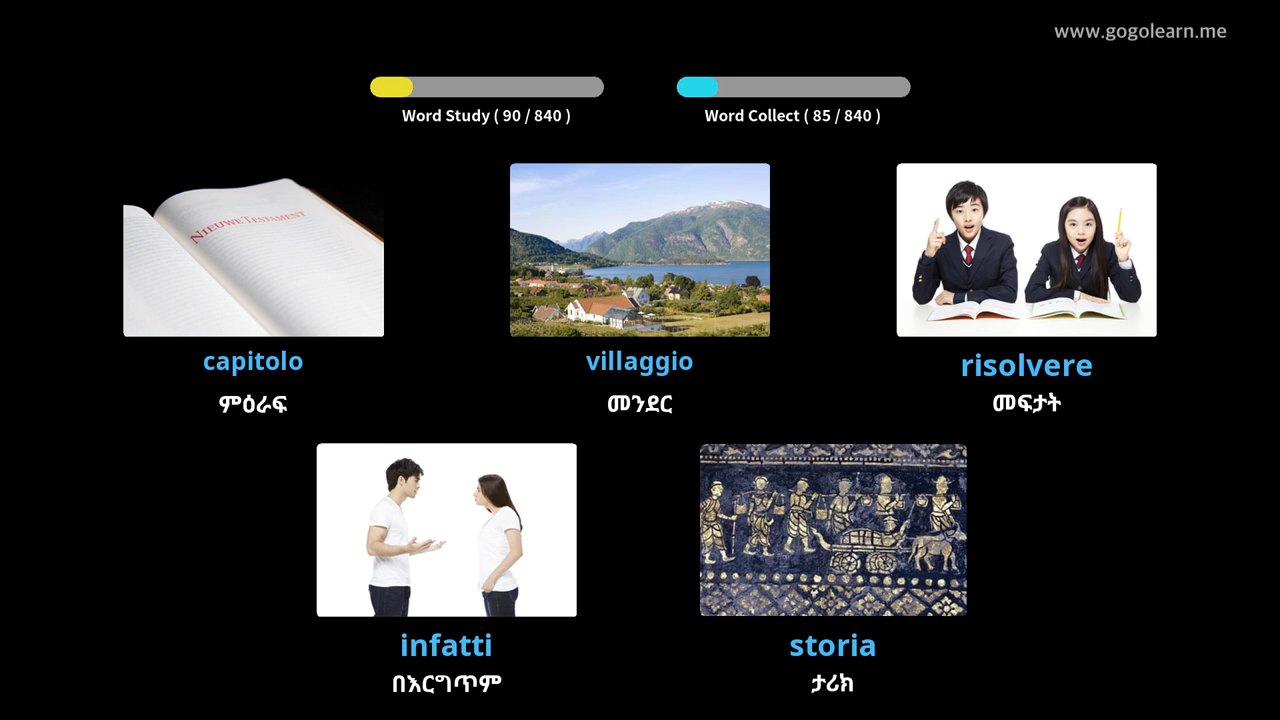 www.gogolearn.me
Word Study ( 90 / 840 )
Word Collect ( 85 / 840 )
NIEUWE TESTAMENT
capitolo
ምዕራፍ
villaggio
መንደር
risolvere
መፍታት
infatti
በእርግጥም
storia
ታሪክ